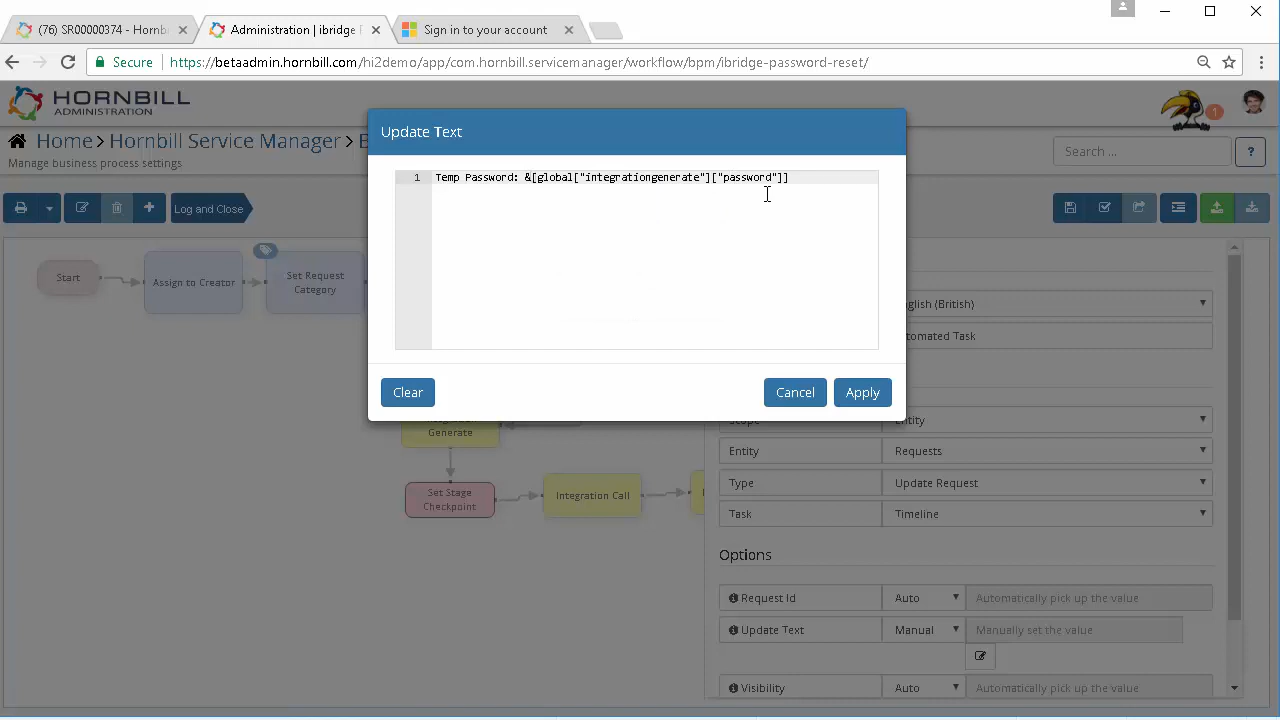 (76) SR00000374 - Hornb
Administration | ibridge
Sign in to your account
Secure
https://betaadmin.hornbill.com/hi2demo/app/com.hornbill.servicemanager/workflow/bpm/ibridge-password-reset/
HORNBILL
ADMINISTRATION
1
Home > Hornbill Service Manager > B
Manage business process settings
Search ...
?
Log and Close
Update Text
1
Temp Password: &[global["integrationgenerate"]["password"]]
Clear
Cancel
Apply
Start
Assign to Creator
Set Request
Category
Generate
Set Stage
Checkpoint
Integration Call
nglish (British)
tomated Task
Scope
Entity
Entity
Requests
Type
Update Request
Task
Timeline
Options
Request Id
Auto
Automatically pick up the value
Update Text
Manual
Manually set the value
Visibility
Auto
Automatically pick up the value